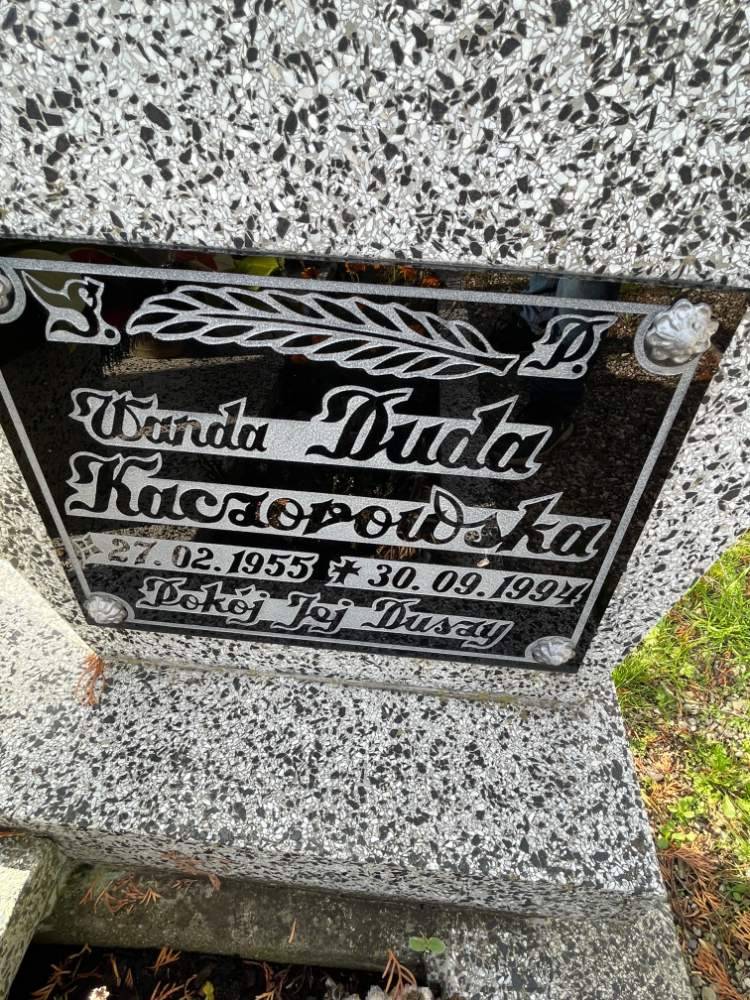 Ś. P.
Wanda Duda
Kaczorowska
* 27.02.1955 ✝ 30.09.1994
Pokój Jej Duszy